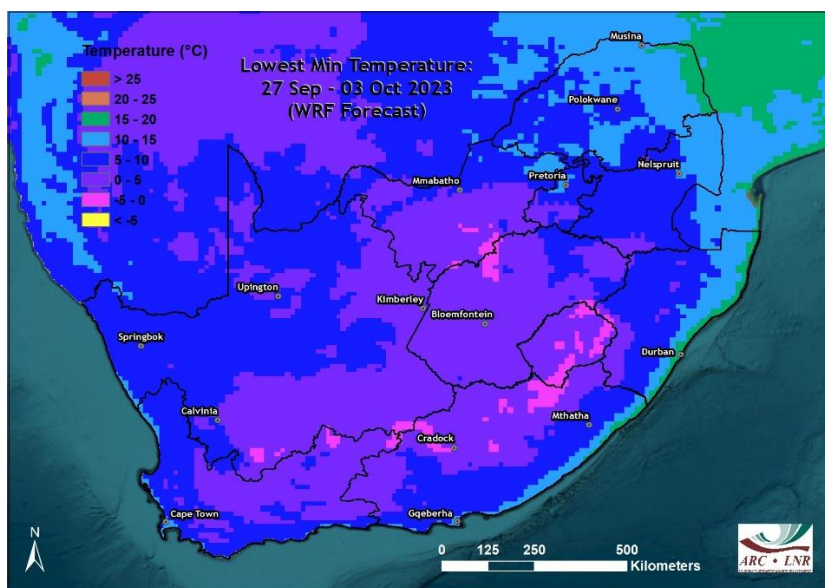 Temperature (°C)
> 25
20 - 25
15 - 20
10 - 15
5 - 10
0 - 5
-5 - 0
< -5
Lowest Min Temperature:
27 Sep - 03 Oct 2023
(WRF Forecast)
Musina
Polokwane
Nelspruit
Pretoria
Mmabatho
Upington
Kimberley
Bloemfontein
Springbok
Durban
Calvinia
Mthatha
Cradock
Cape Town
Gqeberha
N
0 125 250 500
Kilometers
ARC • LNR